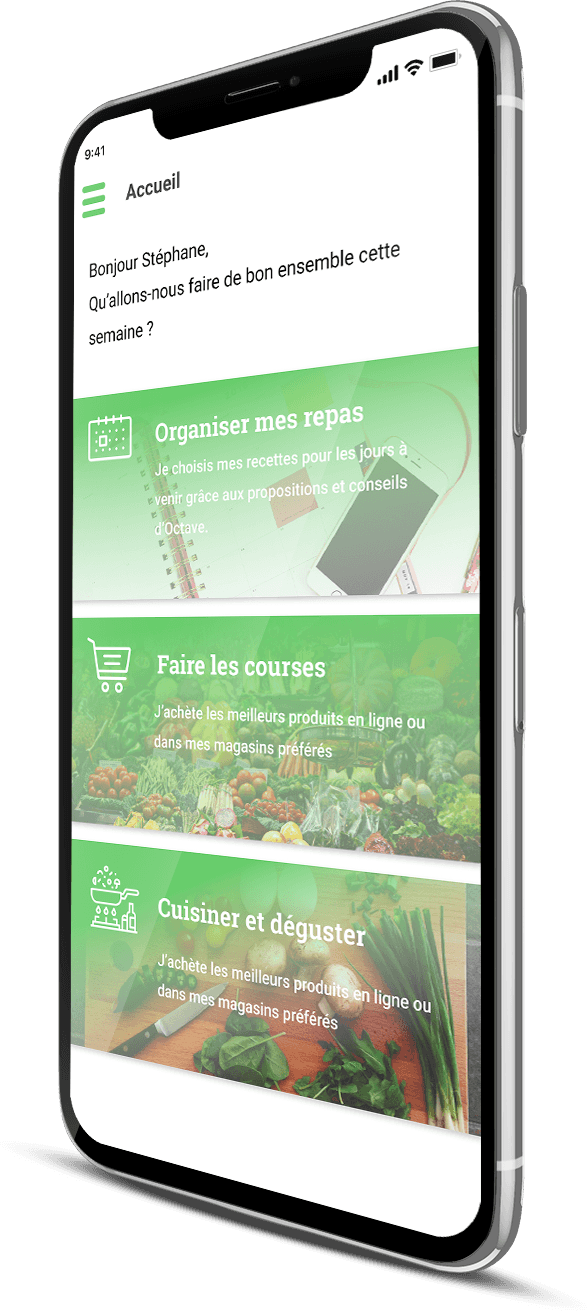 9:41
Accueil
Bonjour Stéphane,
Qu’allons-nous faire de bon ensemble cette
semaine ?
Organiser mes repas
Je choisis mes recettes pour les jours à
venir grâce aux propositions et conseils
d’Octave.
Faire les courses
J’achète les meilleurs produits en ligne ou
dans mes magasins préférés
Cuisiner et déguster
J’achète les meilleurs produits en ligne ou
dans mes magasins préférés